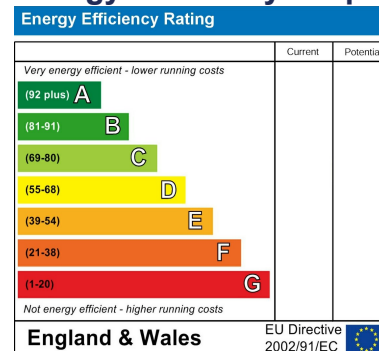 Energy Efficiency Rating
Current Potential
Very energy efficient - lower running costs
(92 plus) A
(81-91) B
(69-80) C
(55-68) D
(39-54) E
(21-38) F
(1-20) G
Not energy efficient - higher running costs
England & Wales
EU Directive
2002/91/EC